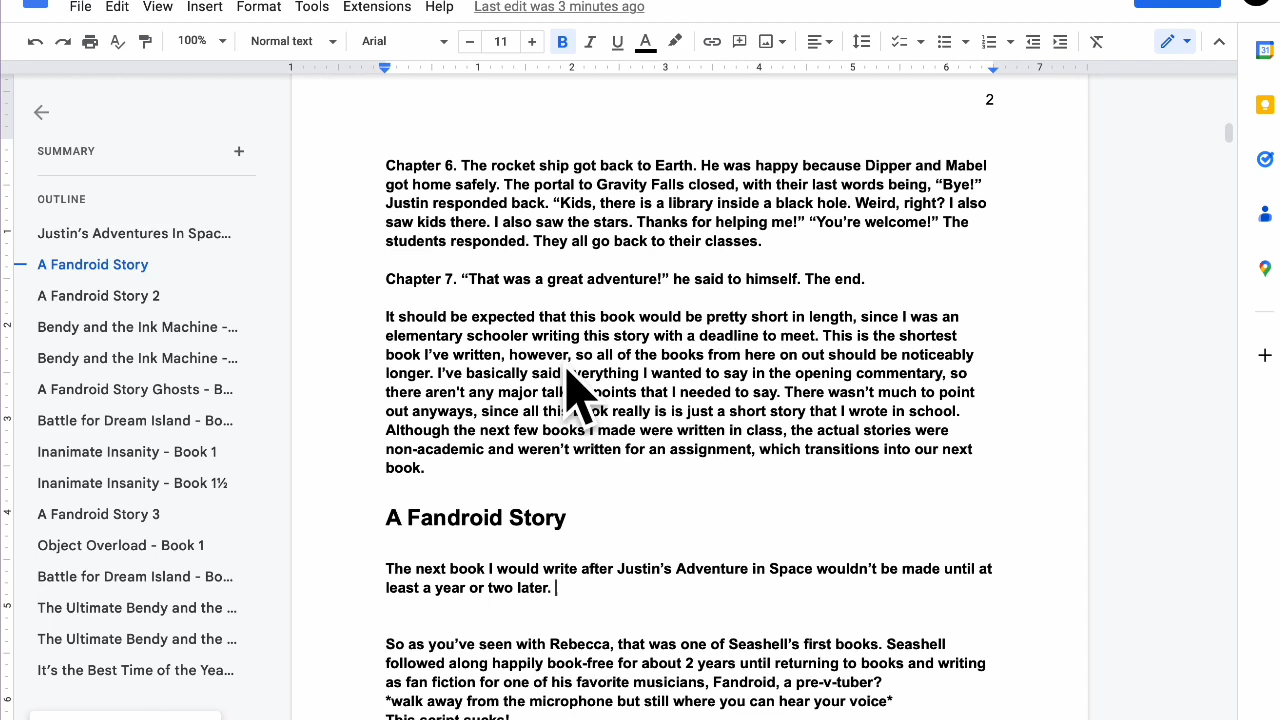 File Edit View Insert Format Tools Extensions Help Last edit was 3 minutes ago
100% Normal text Arial 11 B I U A
1 1 2 3 4 5 6 7
31
2
SUMMARY
OUTLINE
Justin's Adventures In Spac...
A Fandroid Story
A Fandroid Story 2
Bendy and the Ink Machine -...
Bendy and the Ink Machine -...
A Fandroid Story Ghosts - B...
Battle for Dream Island - Bo...
Inanimate Insanity - Book 1
Inanimate Insanity - Book 1½
A Fandroid Story 3
Object Overload - Book 1
Battle for Dream Island - Bo...
The Ultimate Bendy and the ...
The Ultimate Bendy and the ...
It's the Best Time of the Yea...
1
2
3
4
5
6
Chapter 6. The rocket ship got back to Earth. He was happy because Dipper and Mabel
got home safely. The portal to Gravity Falls closed, with their last words being, “Bye!”
Justin responded back. “Kids, there is a library inside a black hole. Weird, right? I also
saw kids there. I also saw the stars. Thanks for helping me!” “You’re welcome!” The
students responded. They all go back to their classes.
Chapter 7. “That was a great adventure!” he said to himself. The end.
It should be expected that this book would be pretty short in length, since I was an
elementary schooler writing this story with a deadline to meet. This is the shortest
book I’ve written, however, so all of the books from here on out should be noticeably
longer. I’ve basically said everything I wanted to say in the opening commentary, so
there aren't any major points that I needed to say. There wasn’t much to point
out anyways, since all really is is just a short story that I wrote in school.
Although the next few books made were written in class, the actual stories were
non-academic and weren’t written for an assignment, which transitions into our next
book.
A Fandroid Story
The next book I would write after Justin’s Adventure in Space wouldn’t be made until at
least a year or two later.
So as you’ve seen with Rebecca, that was one of Seashell’s first books. Seashell
followed along happily book-free for about 2 years until returning to books and writing
as fan fiction for one of his favorite musicians, Fandroid, a pre-v-tuber?
*walk away from the microphone but still where you can hear your voice*
This script sucks!